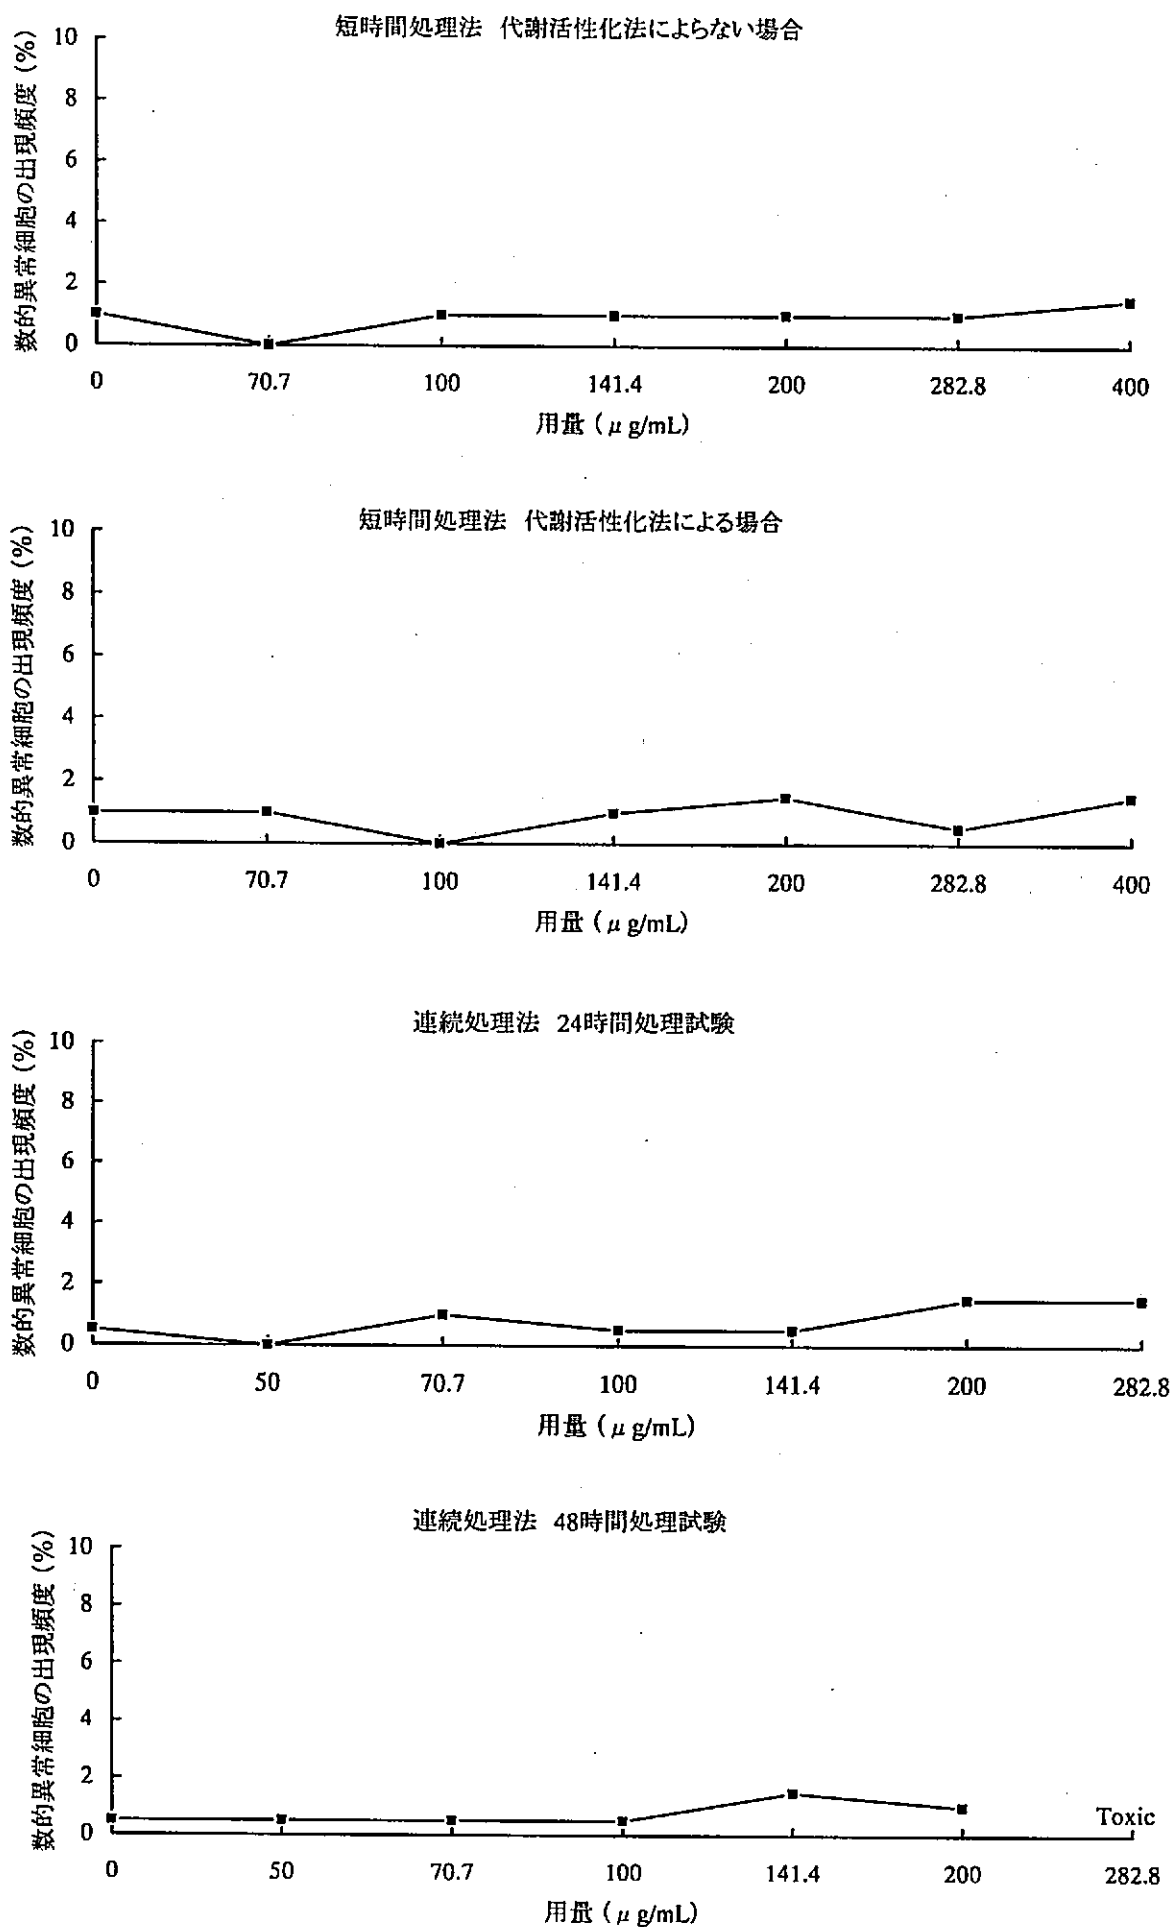 短時間処理法 代謝活性化法によらない場合
数的異常細胞の出現頻度 (%)
10
8
6
4
2
0
0 70.7 100 141.4 200 282.8 400
用量 ( μ g/mL)
短時間処理法 代謝活性化法による場合
数的異常細胞の出現頻度 (%)
10
8
6
4
2
0
0 70.7 100 141.4 200 282.8 400
用量 ( μ g/mL)
連続処理法 24時間処理試験
数的異常細胞の出現頻度 (%)
10
8
6
4
2
0
0 50 70.7 100 141.4 200 282.8
用量 ( μ g/mL)
連続処理法 48時間処理試験
数的異常細胞の出現頻度 (%)
10
8
6
4
2
0
Toxic
0 50 70.7 100 141.4 200 282.8
用量 ( μ g/mL)